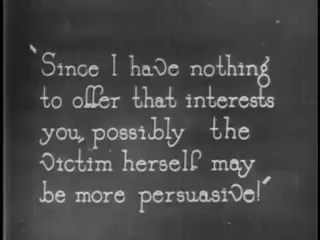 "Since I have nothing
to offer that interests
you, possibly the
victim herself may
be more persuasive!"